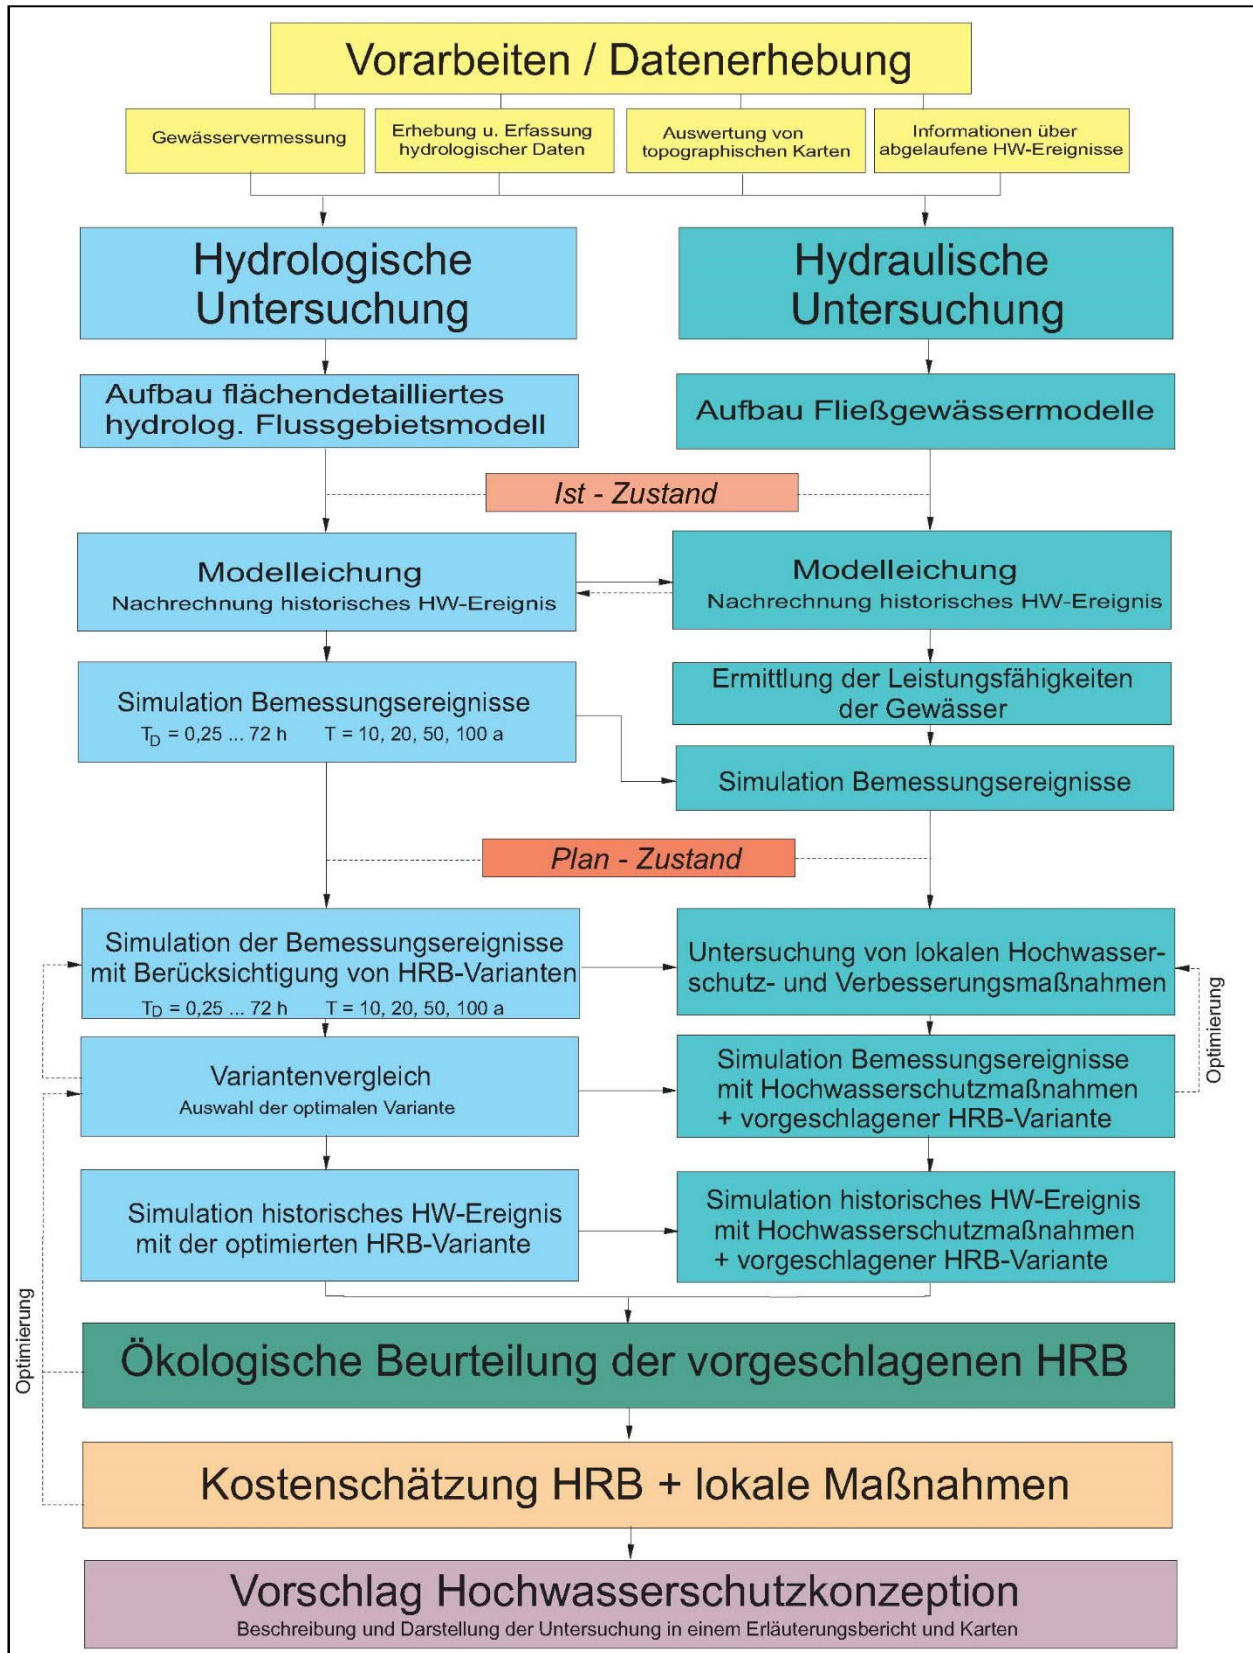 Vorarbeiten / Datenerhebung
Gewässervermessung
Erhebung u. Erfassung
hydrologischer Daten
Auswertung von
topographischen Karten
Informationen über
abgelaufene HW-Ereignisse
Hydrologische
Untersuchung
Hydraulische
Untersuchung
Aufbau flächendetailliertes
hydrolog. Flussgebietsmodell
Aufbau Fließgewässermodelle
Ist - Zustand
Modelleichung
Nachrechnung historisches HW-Ereignis
Modelleichung
Nachrechnung historisches HW-Ereignis
Simulation Bemessungsereignisse
TD = 0,25 ... 72 h T = 10, 20, 50, 100 a
Ermittlung der Leistungsfähigkeiten
der Gewässer
Simulation Bemessungsereignisse
Plan - Zustand
Simulation der Bemessungsereignisse
mit Berücksichtigung von HRB-Varianten
TD = 0,25 ... 72 h T = 10, 20, 50, 100 a
Untersuchung von lokalen Hochwasser-
schutz- und Verbesserungsmaßnahmen
Optimierung
Variantenvergleich
Auswahl der optimalen Variante
Simulation Bemessungsereignisse
mit Hochwasserschutzmaßnahmen
+ vorgeschlagener HRB-Variante
Simulation historisches HW-Ereignis
mit der optimierten HRB-Variante
Simulation historisches HW-Ereignis
mit Hochwasserschutzmaßnahmen
+ vorgeschlagener HRB-Variante
Optimierung
Ökologische Beurteilung der vorgeschlagenen HRB
Kostenschätzung HRB + lokale Maßnahmen
Vorschlag Hochwasserschutzkonzeption
Beschreibung und Darstellung der Untersuchung in einem Erläuterungsbericht und Karten